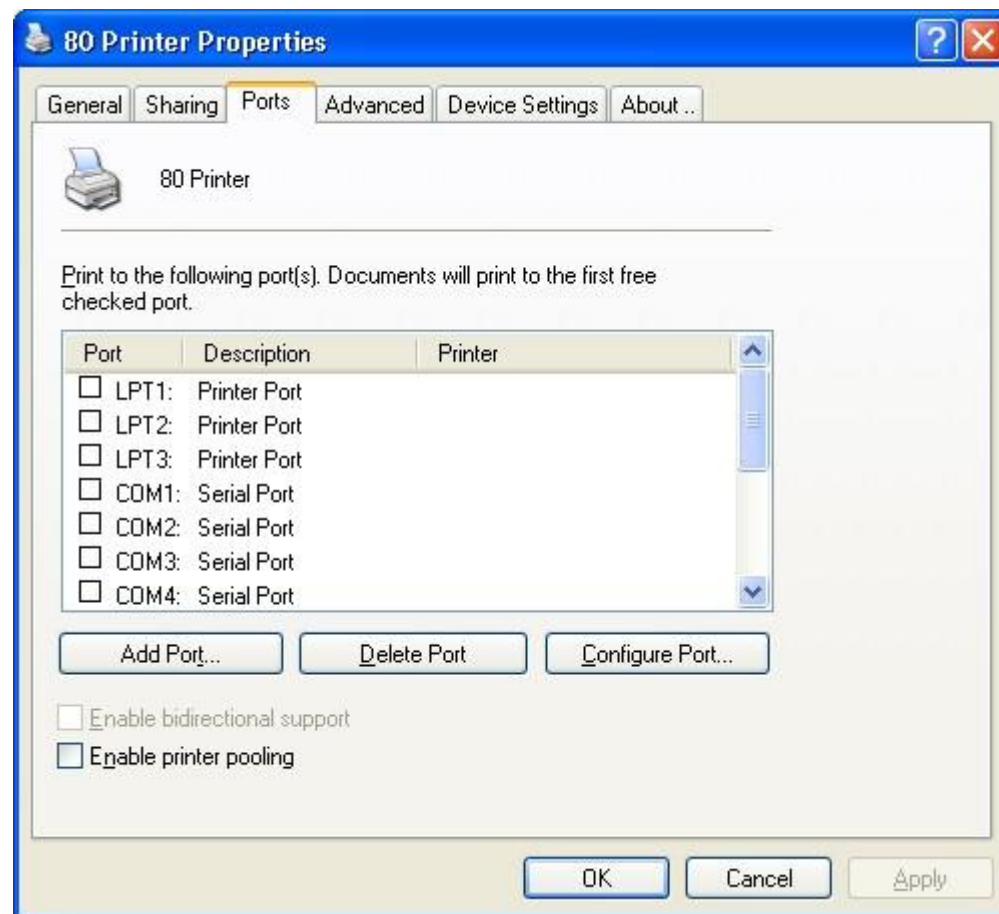 80 Printer Properties
General Sharing Ports Advanced Device Settings About ..
80 Printer
Print to the following port(s). Documents will print to the first free
checked port.
Port Description Printer
LPT1: Printer Port
LPT2: Printer Port
LPT3: Printer Port
COM1: Serial Port
COM2: Serial Port
COM3: Serial Port
COM4: Serial Port
Add Port... Delete Port Configure Port...
Enable bidirectional support
Enable printer pooling
OK Cancel Apply